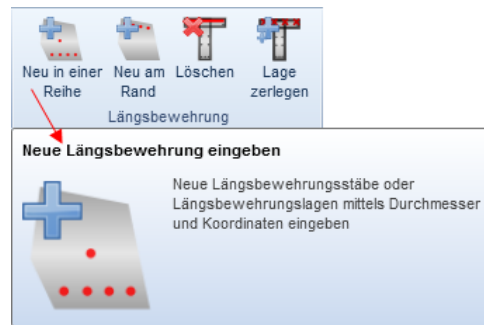 Neu in einer Neu am Löschen Lage
Reihe Rand zerlegen
Längsbewehrung
Neue Längsbewehrung eingeben
Neue Längsbewehrungsstäbe oder
Längsbewehrungslagen mittels Durchmesser
und Koordinaten eingeben